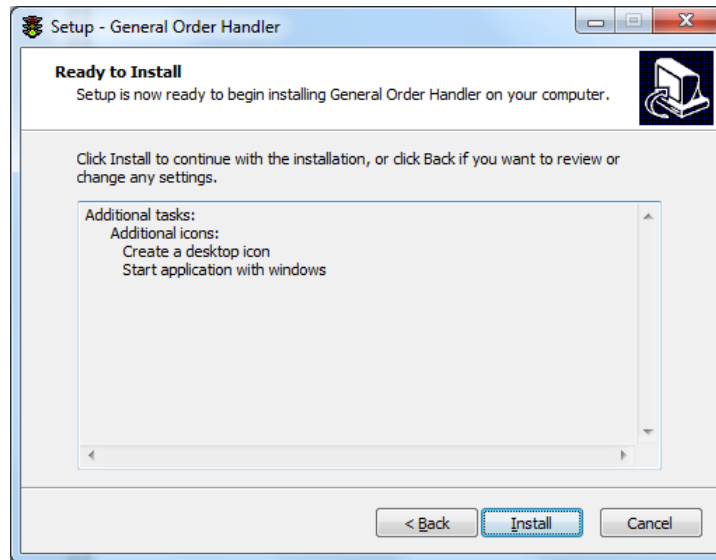 Setup - General Order Handler
Ready to Install
Setup is now ready to begin installing General Order Handler on your computer.
Click Install to continue with the installation, or click Back if you want to review or
change any settings.
Additional tasks:
Additional icons:
Create a desktop icon
Start application with windows
< Back Install Cancel